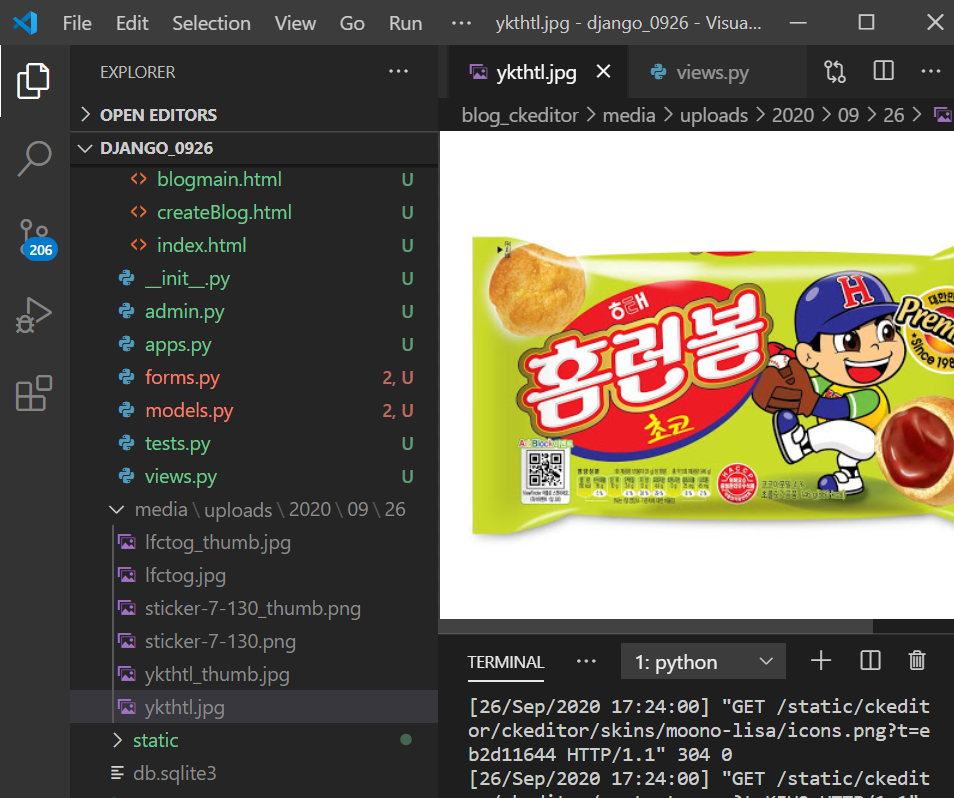 File Edit Selection View Go Run ··· ykthtl.jpg - django_0926 - Visua...
EXPLORER ···
OPEN EDITORS
DJANGO_0926
blogmain.html U
createBlog.html U
index.html U
__init__.py U
admin.py U
apps.py U
forms.py 2, U
models.py 2, U
tests.py U
views.py U
media \ uploads \ 2020 \ 09 \ 26
lfctog_thumb.jpg
lfctog.jpg
sticker-7-130_thumb.png
sticker-7-130.png
ykthtl_thumb.jpg
ykthtl.jpg
static
db.sqlite3
206
ykthtl.jpg views.py ···
blog_ckeditor > media > uploads > 2020 > 09 > 26 >
해태
홈런볼
초코
H
Prem
Since 198
HACCP
TERMINAL ··· 1: python
[26/Sep/2020 17:24:00] "GET /static/ckedit
or/ckeditor/skins/moono-lisa/icons.png?t=e
b2d11644 HTTP/1.1" 304 0
[26/Sep/2020 17:24:00] "GET /static/ckedit